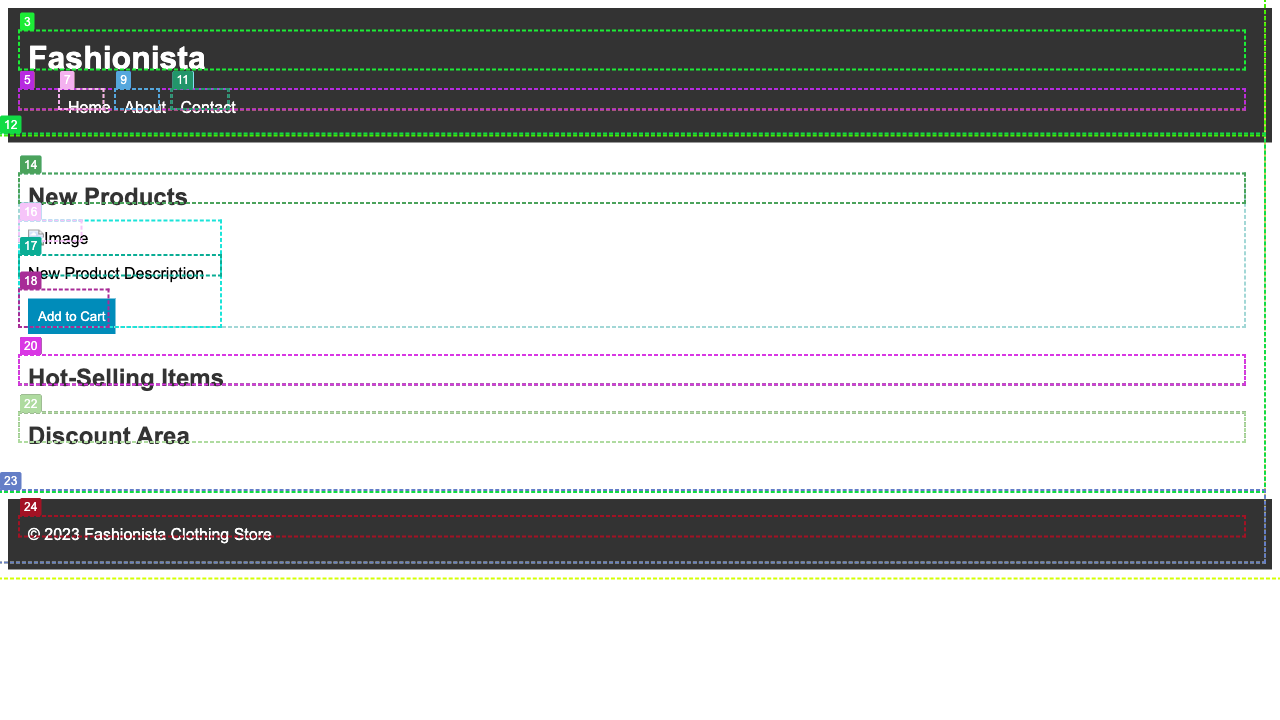 3
Fashionista
5 7 9 11
Home About Contact
12
14
New Products
16
Image
17
New Product Description
18
Add to Cart
20
Hot-Selling Items
22
Discount Area
23
24
© 2023 Fashionista Clothing Store